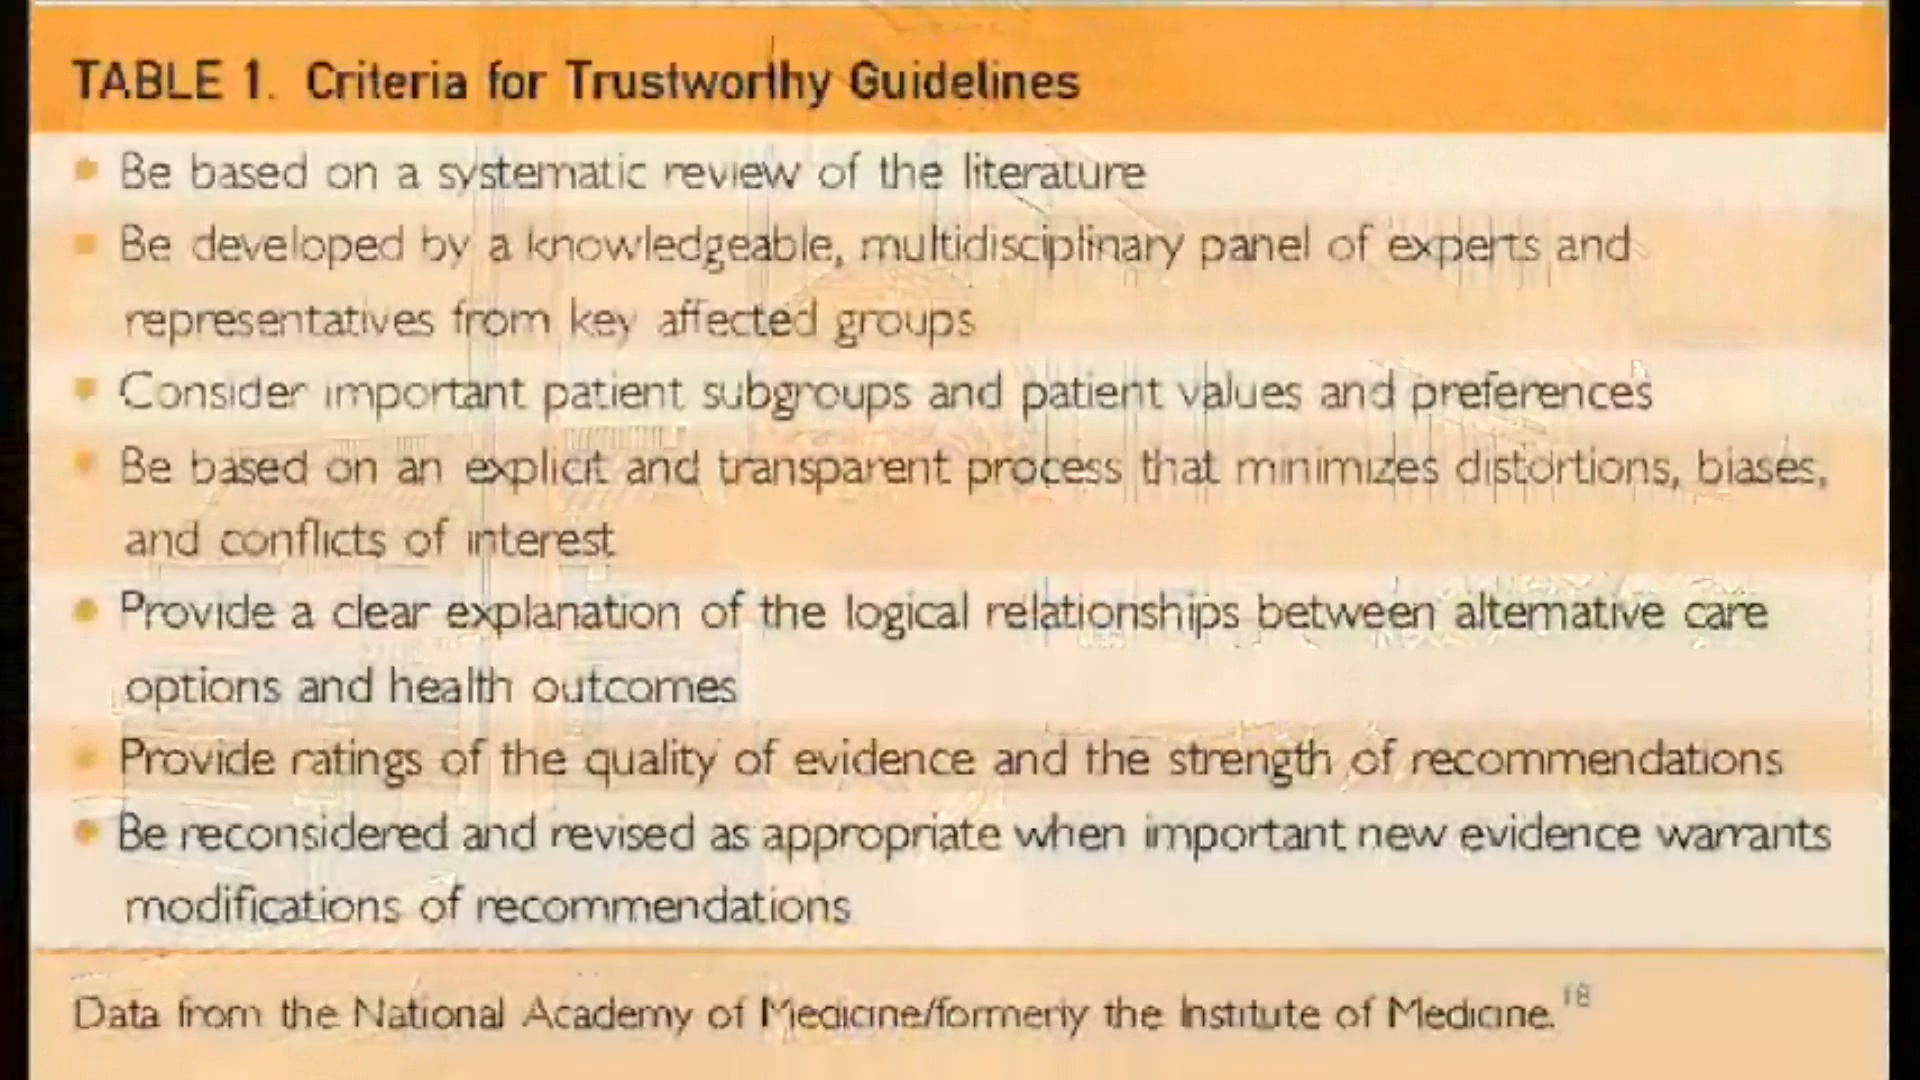 TABLE 1. Criteria for Trustworthy Guidelines
Be based on a systematic review of the literature
Be developed by a knowledgeable, multidisciplinary panel of experts and
representatives from key affected groups
Consider important patient subgroups and patient values and preferences
Be based on an explicit and transparent process that minimizes distortions, biases,
and conflicts of interest
Provide a clear explanation of the logical relationships between alternative care
options and health outcomes
Provide ratings of the quality of evidence and the strength of recommendations
Be reconsidered and revised as appropriate when important new evidence warrants
modifications of recommendations
Data from the National Academy of Medicine/formerly the Institute of Medicine.18